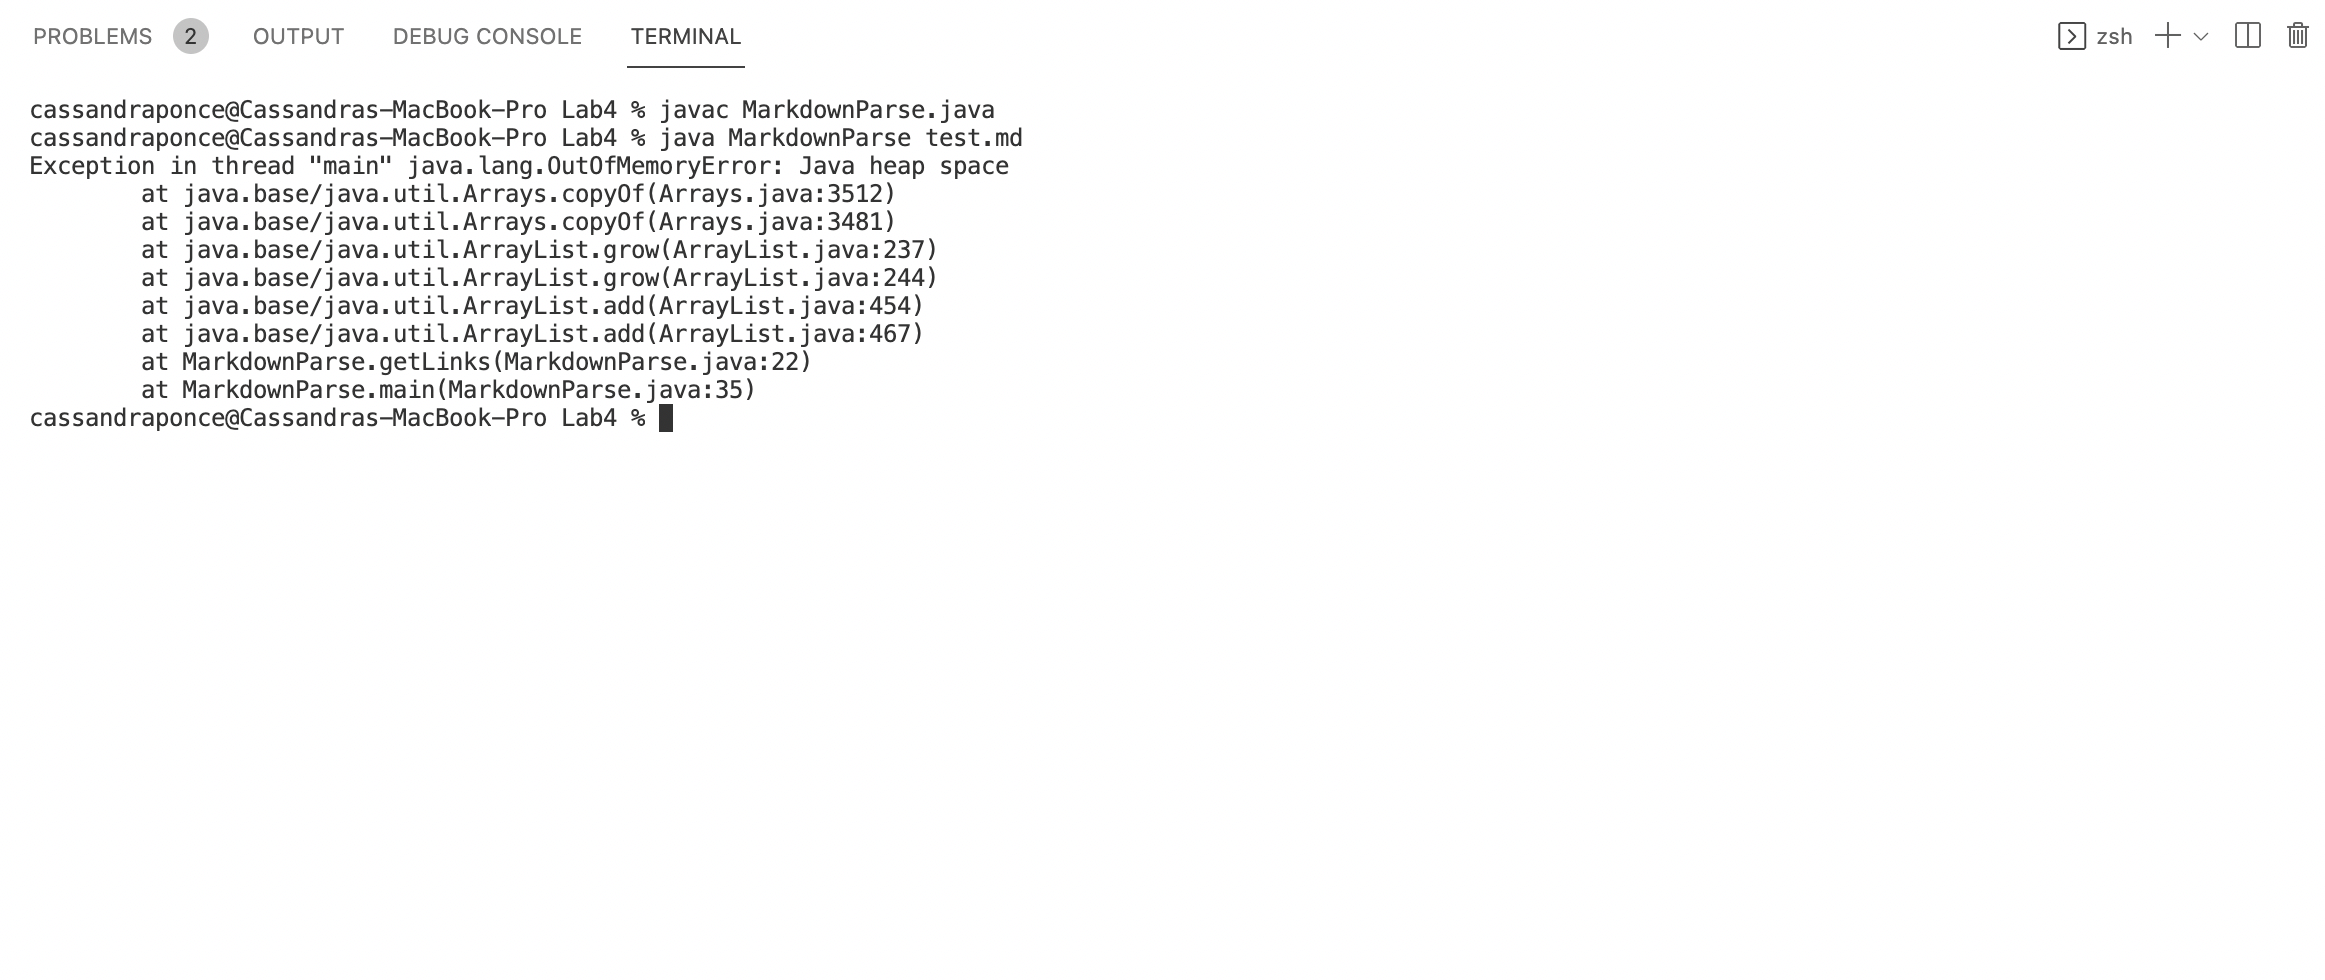 PROBLEMS 2 OUTPUT DEBUG CONSOLE TERMINAL zsh
cassandraponce@Cassandras-MacBook-Pro Lab4 % javac MarkdownParse.java
cassandraponce@Cassandras-MacBook-Pro Lab4 % java MarkdownParse test.md
Exception in thread "main" java.lang.OutOfMemoryError: Java heap space
        at java.base/java.util.Arrays.copyOf(Arrays.java:3512)
        at java.base/java.util.Arrays.copyOf(Arrays.java:3481)
        at java.base/java.util.ArrayList.grow(ArrayList.java:237)
        at java.base/java.util.ArrayList.grow(ArrayList.java:244)
        at java.base/java.util.ArrayList.add(ArrayList.java:454)
        at java.base/java.util.ArrayList.add(ArrayList.java:467)
        at MarkdownParse.getLinks(MarkdownParse.java:22)
        at MarkdownParse.main(MarkdownParse.java:35)
cassandraponce@Cassandras-MacBook-Pro Lab4 %